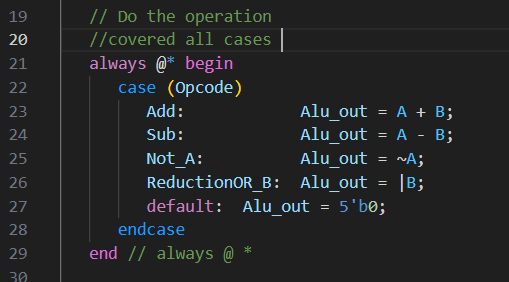 19 // Do the operation
20 //covered all cases
21 always @* begin
22 case (Opcode)
23 Add: Alu_out = A + B;
24 Sub: Alu_out = A - B;
25 Not_A: Alu_out = ~A;
26 ReductionOR_B: Alu_out = |B;
27 default: Alu_out = 5'b0;
28 endcase
29 end // always @ *
30